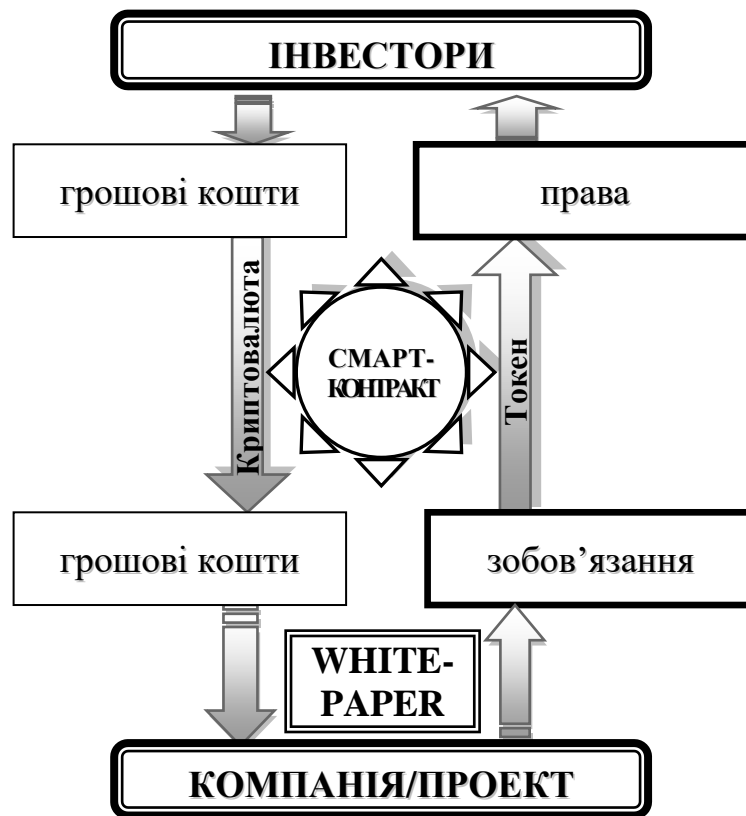 ІНВЕСТОРИ
грошові кошти
права
Криптовалюта
СМАРТ-
КОНТРАКТ
Токен
грошові кошти
зобов’язання
WHITE-
PAPER
КОМПАНІЯ/ПРОЕКТ